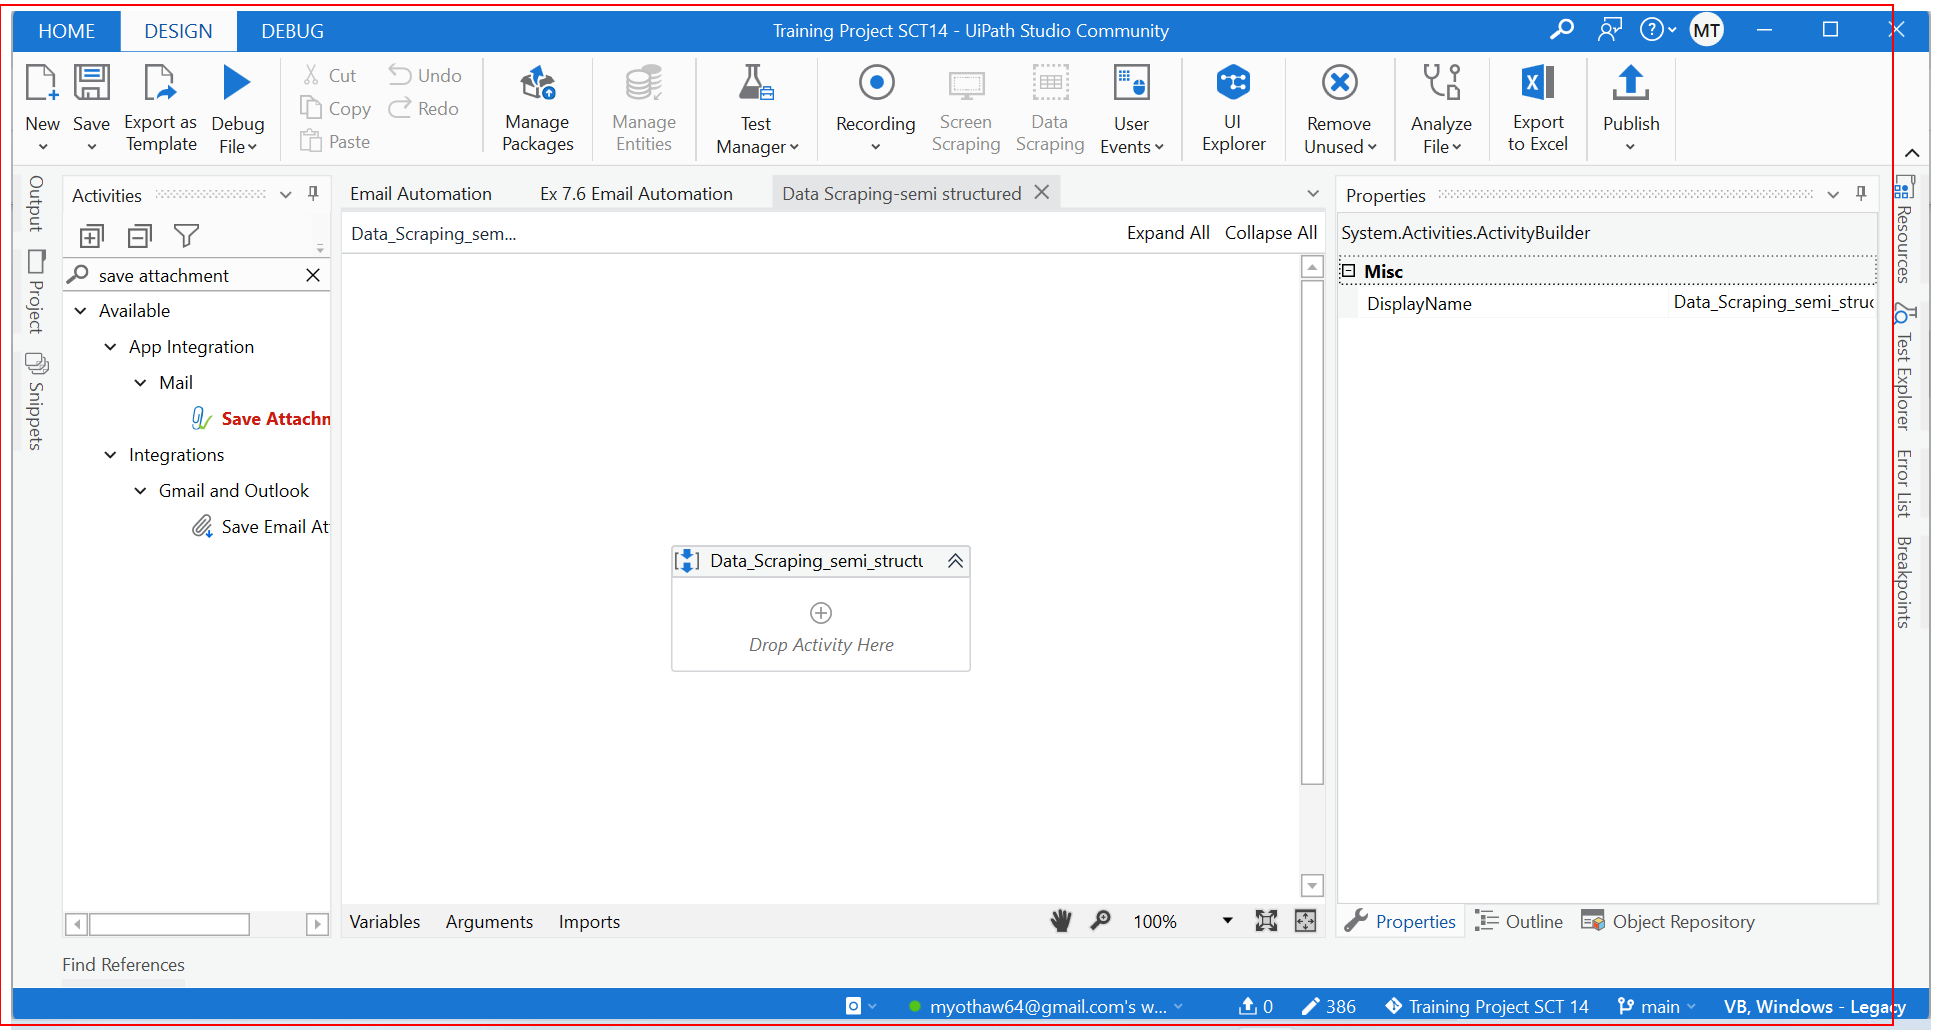 HOME DESIGN DEBUG Training Project SCT14 - UiPath Studio Community MT
New Save Export as Template Debug File
Cut Copy Paste Undo Redo
Manage Packages Manage Entities Test Manager Recording Screen Scraping Data Scraping User Events UI Explorer Remove Unused Analyze File Export to Excel Publish
Output
Project
Snippets
Activities
save attachment
Available
App Integration
Mail
Save Attachm
Integrations
Gmail and Outlook
Save Email At
Email Automation Ex 7.6 Email Automation Data Scraping-semi structured
Data_Scraping_sem... Expand All Collapse All
Data_Scraping_semi_structu
Drop Activity Here
Variables Arguments Imports 100%
Properties
System.Activities.ActivityBuilder
Misc
DisplayName Data_Scraping_semi_struc
Properties Outline Object Repository
Resources
Test Explorer
Error List
Breakpoints
Find References
myothaw64@gmail.com's w... 0 386 Training Project SCT 14 main VB, Windows - Legacy